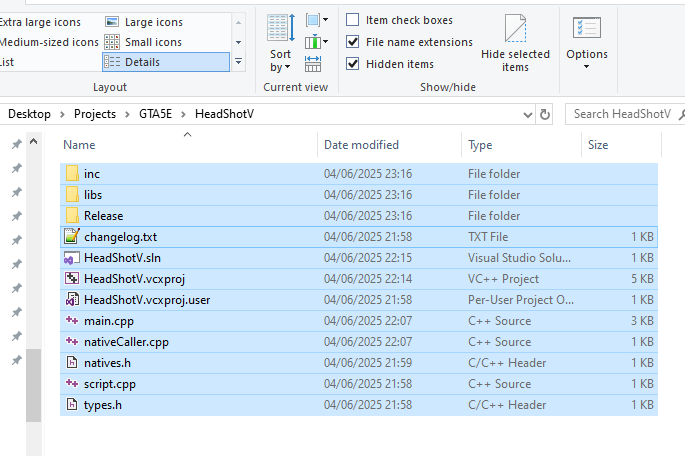 Extra large icons
Large icons
Medium-sized icons
Small icons
List
Details
Layout
Sort by
Current view
Item check boxes
File name extensions
Hidden items
Hide selected items
Show/hide
Options
Desktop > Projects > GTA5E > HeadShotV
Search HeadShotV
Name Date modified Type Size
inc 04/06/2025 23:16 File folder
libs 04/06/2025 23:16 File folder
Release 04/06/2025 23:16 File folder
changelog.txt 04/06/2025 21:58 TXT File 1 KB
HeadShotV.sln 04/06/2025 22:15 Visual Studio Solu... 1 KB
HeadShotV.vcxproj 04/06/2025 22:14 VC++ Project 5 KB
HeadShotV.vcxproj.user 04/06/2025 21:58 Per-User Project O... 1 KB
main.cpp 04/06/2025 22:07 C++ Source 3 KB
nativeCaller.cpp 04/06/2025 22:07 C++ Source 1 KB
natives.h 04/06/2025 21:59 C/C++ Header 1 KB
script.cpp 04/06/2025 21:58 C++ Source 1 KB
types.h 04/06/2025 21:58 C/C++ Header 1 KB